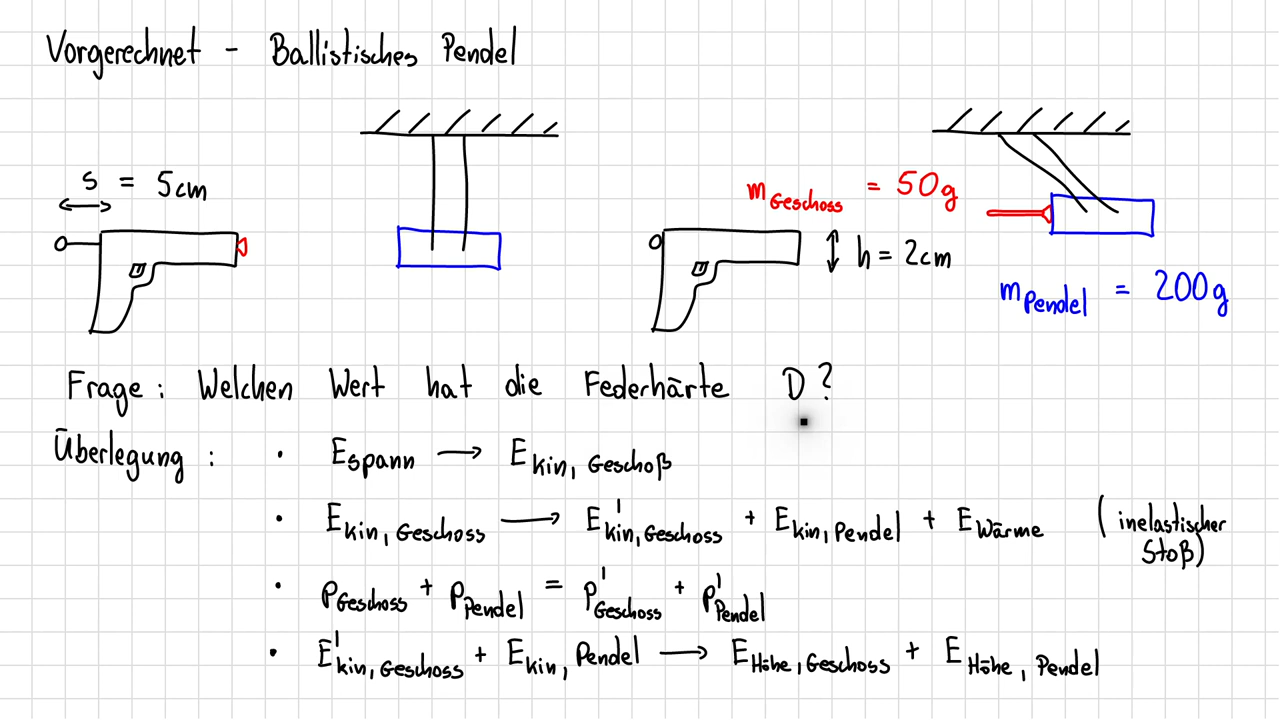 Vorgerechnet - Ballistisches Pendel
s = 5cm
m_Geschoss = 50g
h = 2cm
m_Pendel = 200g
Frage: Welchen Wert hat die Federhärte D?
Überlegung: · E_Spann → E_kin, Geschoß
· E_kin, Geschoss → E'_kin, Geschoss + E_kin, Pendel + E_Wärme (inelastischer
Stoß)
· p_Geschoss + p_Pendel = p'_Geschoss + p'_Pendel
· E'_kin, Geschoss + E_kin, Pendel → E_Höhe, Geschoss + E_Höhe, Pendel